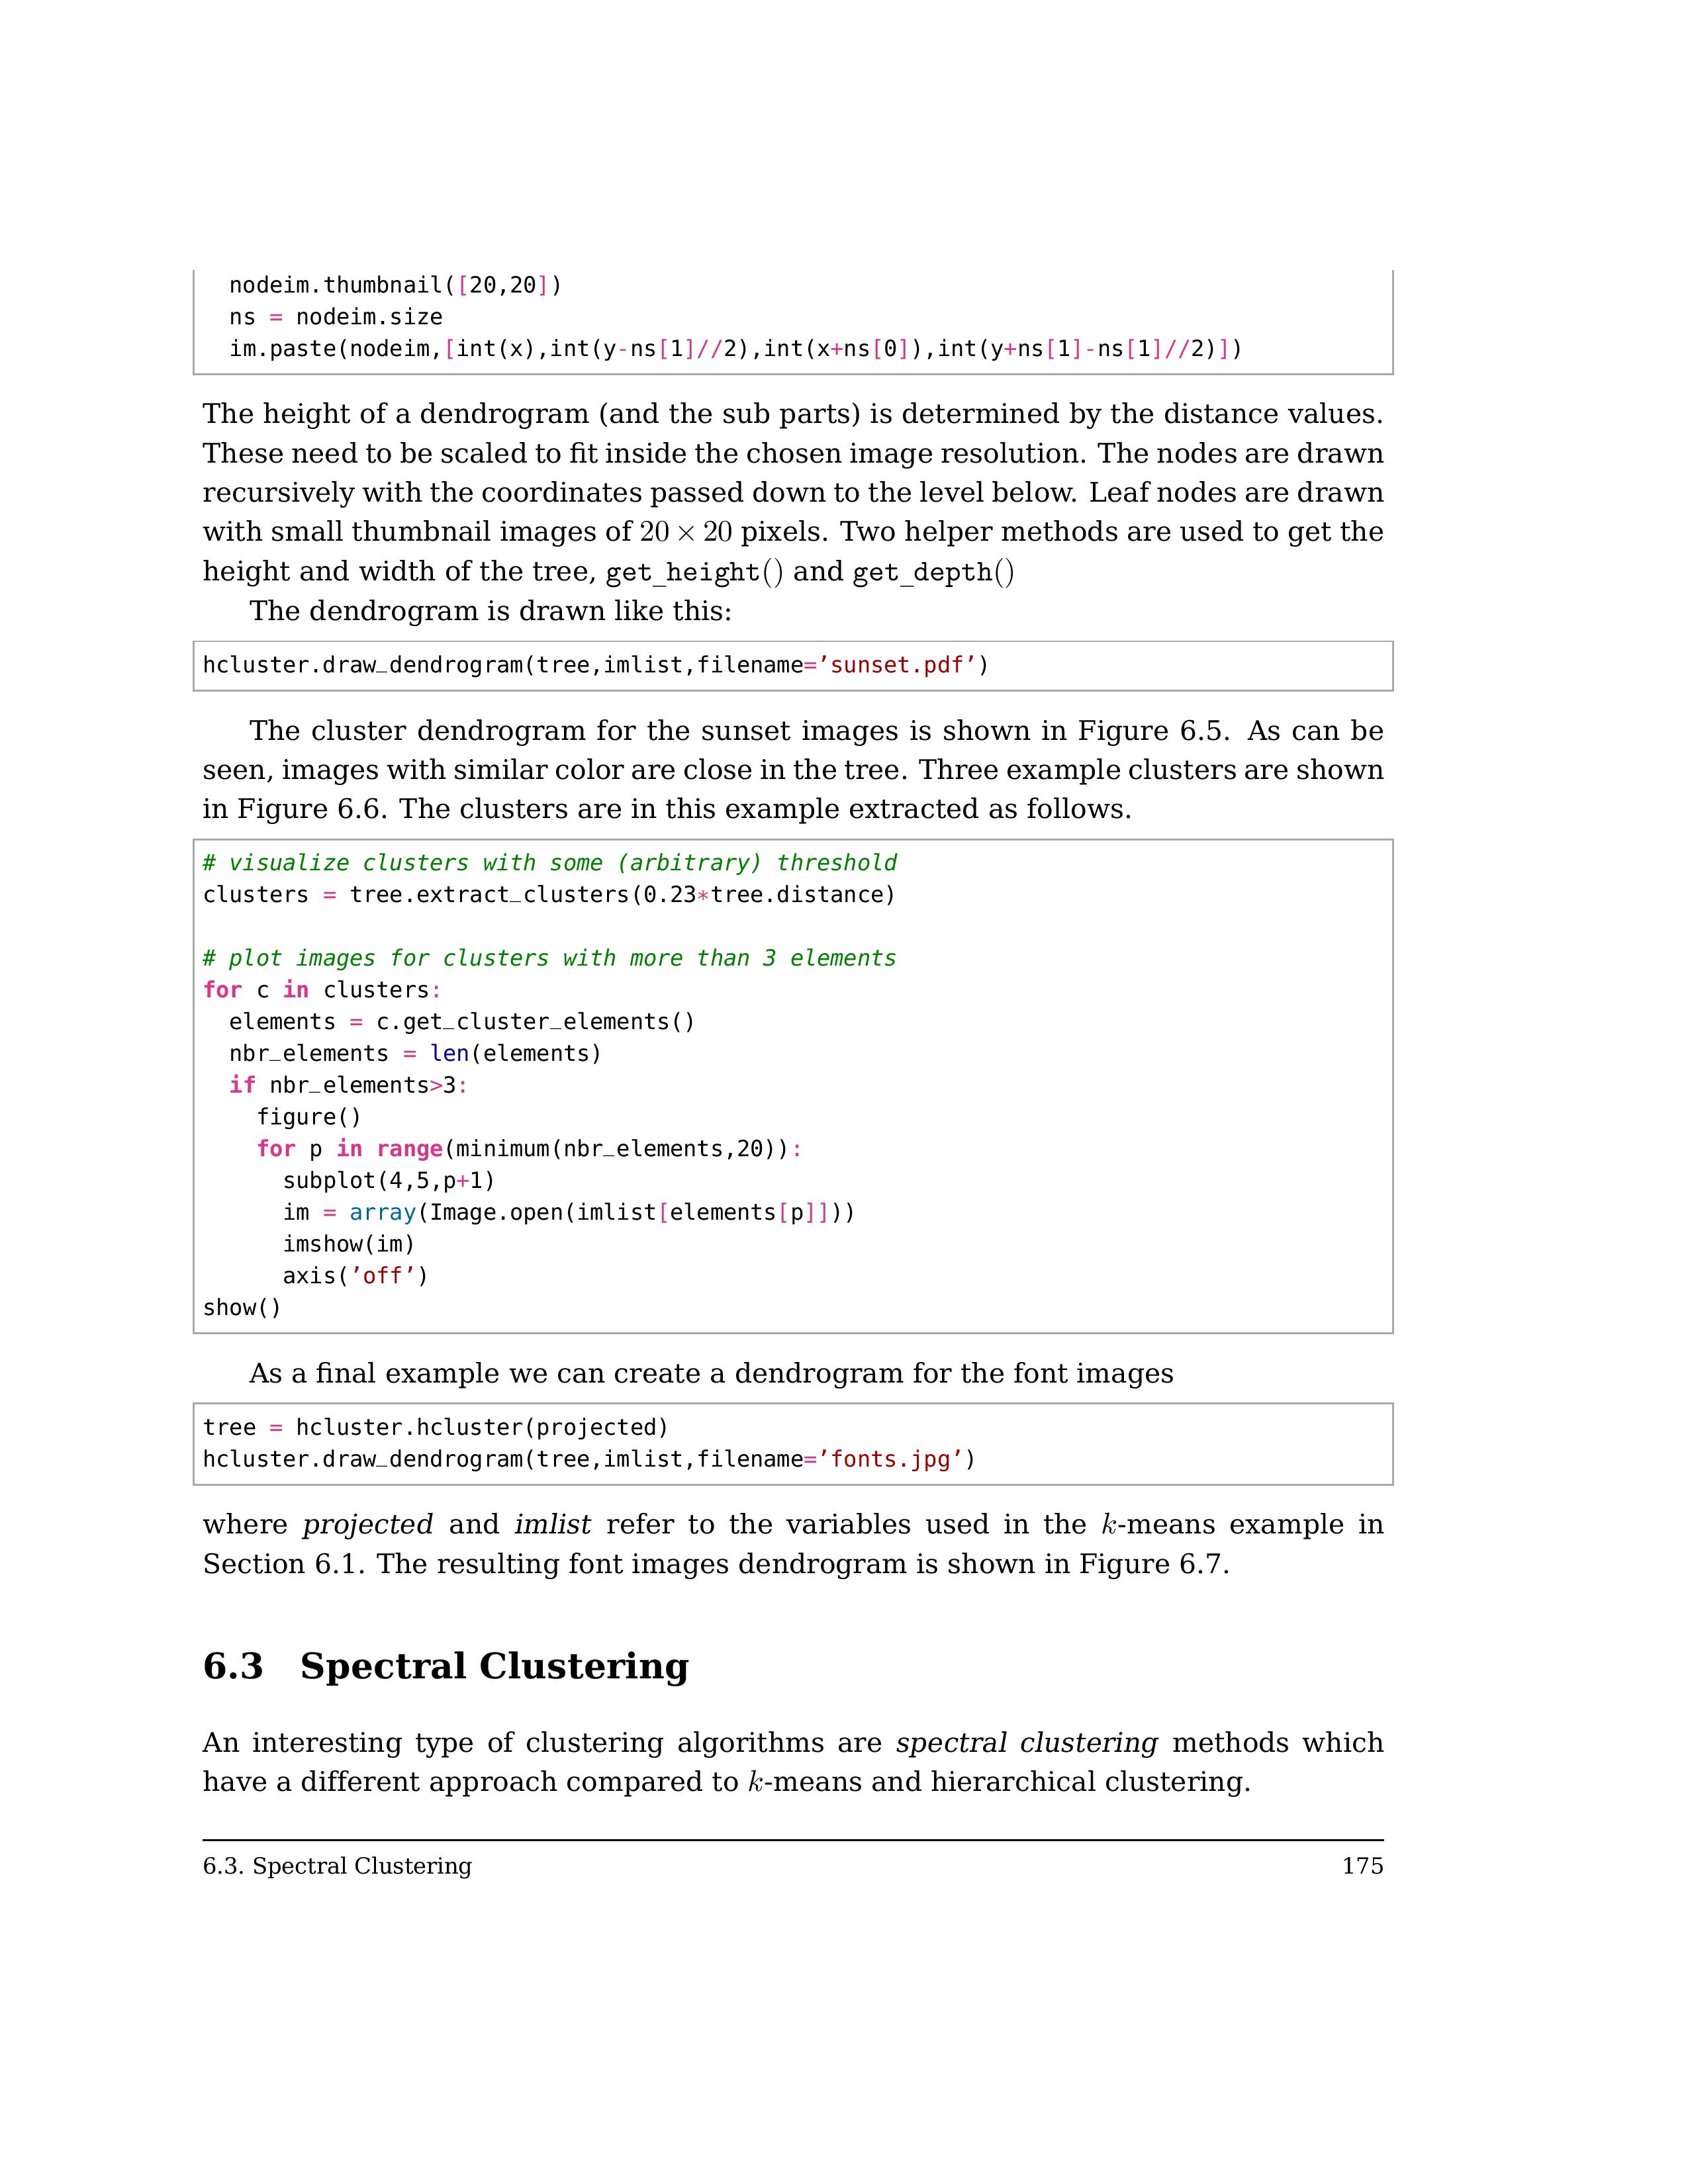 nodeim.thumbnail([20,20])
  ns = nodeim.size
  im.paste(nodeim,[int(x),int(y-ns[1]//2),int(x+ns[0]),int(y+ns[1]-ns[1]//2)])
The height of a dendrogram (and the sub parts) is determined by the distance values.
These need to be scaled to fit inside the chosen image resolution. The nodes are drawn
recursively with the coordinates passed down to the level below. Leaf nodes are drawn
with small thumbnail images of 20 × 20 pixels. Two helper methods are used to get the
height and width of the tree, get_height() and get_depth()
The dendrogram is drawn like this:
hcluster.draw_dendrogram(tree,imlist,filename=’sunset.pdf’)
The cluster dendrogram for the sunset images is shown in Figure 6.5. As can be
seen, images with similar color are close in the tree. Three example clusters are shown
in Figure 6.6. The clusters are in this example extracted as follows.
# visualize clusters with some (arbitrary) threshold
clusters = tree.extract_clusters(0.23*tree.distance)
# plot images for clusters with more than 3 elements
for c in clusters:
  elements = c.get_cluster_elements()
  nbr_elements = len(elements)
  if nbr_elements>3:
    figure()
    for p in range(minimum(nbr_elements,20)):
      subplot(4,5,p+1)
      im = array(Image.open(imlist[elements[p]]))
      imshow(im)
      axis(’off’)
show()
As a final example we can create a dendrogram for the font images
tree = hcluster.hcluster(projected)
hcluster.draw_dendrogram(tree,imlist,filename=’fonts.jpg’)
where projected and imlist refer to the variables used in the k-means example in
Section 6.1. The resulting font images dendrogram is shown in Figure 6.7.
6.3 Spectral Clustering
An interesting type of clustering algorithms are spectral clustering methods which
have a different approach compared to k-means and hierarchical clustering.
6.3. Spectral Clustering 175